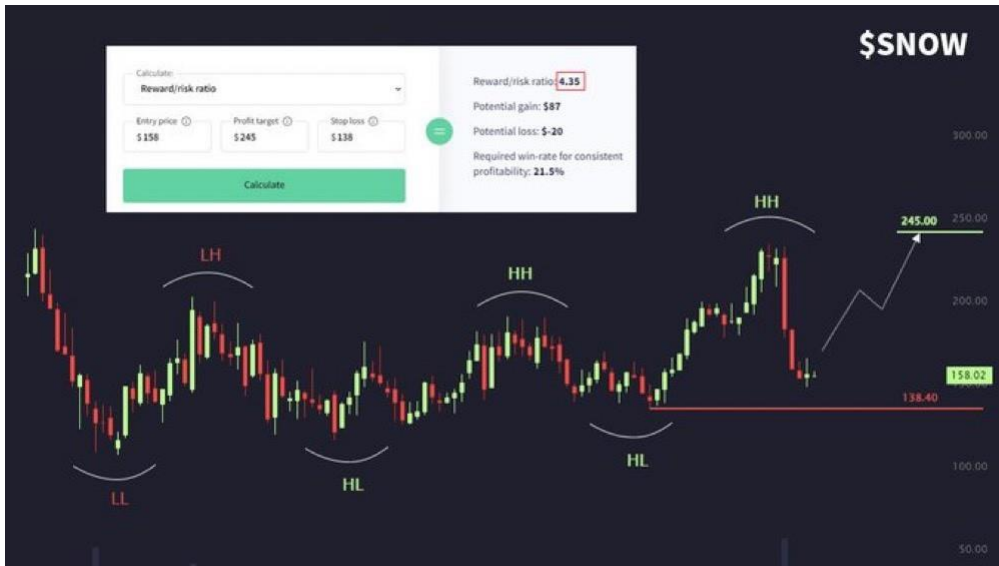 $SNOW
Calculate:
Reward/risk ratio
Entry price
Profit target
Stop loss
$ 158
$ 245
$ 138
Calculate
=
Reward/risk ratio: 4.35
Potential gain: $87
Potential loss: $-20
Required win-rate for consistent
profitability: 21.5%
300.00
HH
245.00
250.00
LH
HH
200.00
158.02
138.40
HL
HL
LL
100.00
50.00